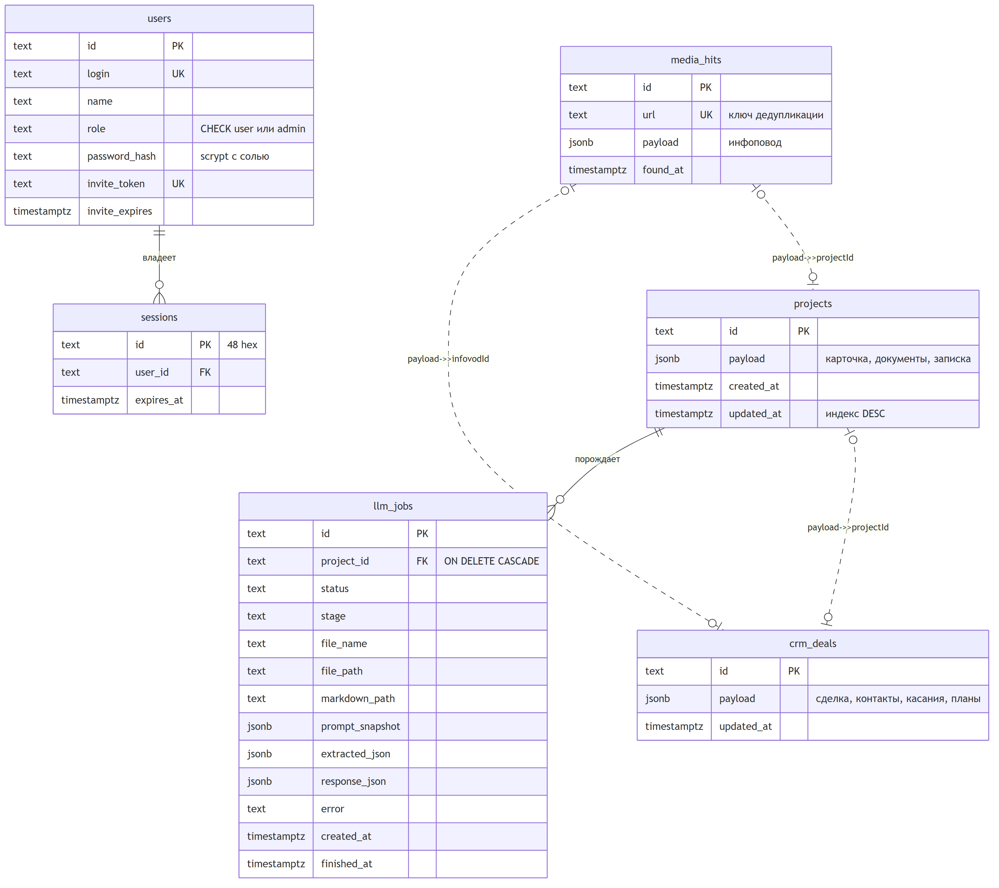 users
text id PK
text login UK
text name
text role CHECK user или admin
text password_hash scrypt с солью
text invite_token UK
timestamptz invite_expires
владеет
sessions
text id PK 48 hex
text user_id FK
timestamptz expires_at
media_hits
text id PK
text url UK ключ дедупликации
jsonb payload инфоповод
timestamptz found_at
payload->>projectId
payload->>infovodId
projects
text id PK
jsonb payload карточка, документы, записка
timestamptz created_at
timestamptz updated_at индекс DESC
порождает
payload->>projectId
llm_jobs
text id PK
text project_id FK ON DELETE CASCADE
text status
text stage
text file_name
text file_path
text markdown_path
jsonb prompt_snapshot
jsonb extracted_json
jsonb response_json
text error
timestamptz created_at
timestamptz finished_at
crm_deals
text id PK
jsonb payload сделка, контакты, касания, планы
timestamptz updated_at